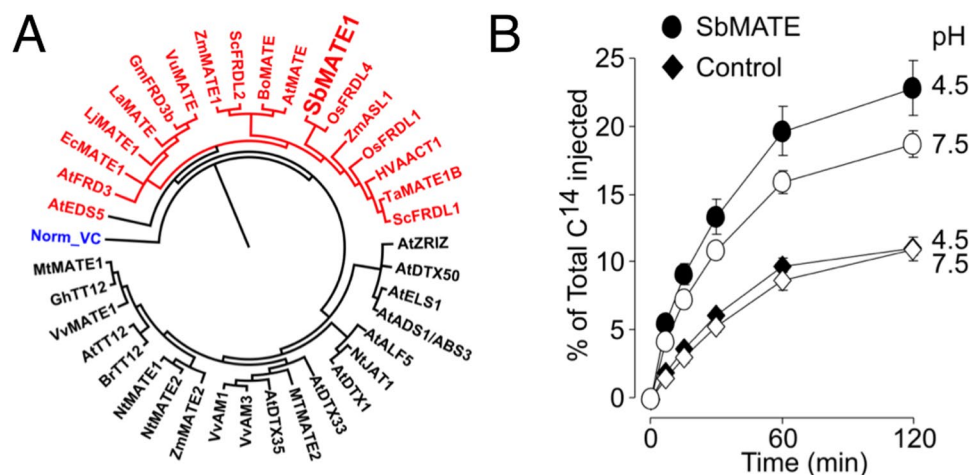 A
AtEDS5
AtFRD3
EcMATE1
LjMATE1
LaMATE
GmFRD3b
VuMATE
ZmMATE1
ScFRDL2
BoMATE
AtMATE
SbMATE1
OsFRDL4
ZmASL1
OsFRDL1
HVAACT1
TaMATE1B
ScFRDL1
AtZRIZ
AtDTX50
AtELS1
AtADS1/ABS3
AtALF5
NtJAT1
AtDTX1
AtDTX33
MTMATE2
AtDTX35
VvAM3
VvAM1
ZmMATE2
NtMATE2
NtMATE1
BrTT12
AtTT12
VvMATE1
GhTT12
MtMATE1
Norm_VC
B
SbMATE
Control
pH
4.5
7.5
4.5
7.5
% of Total C14 injected
25
20
15
10
5
0
0 60 120
Time (min)